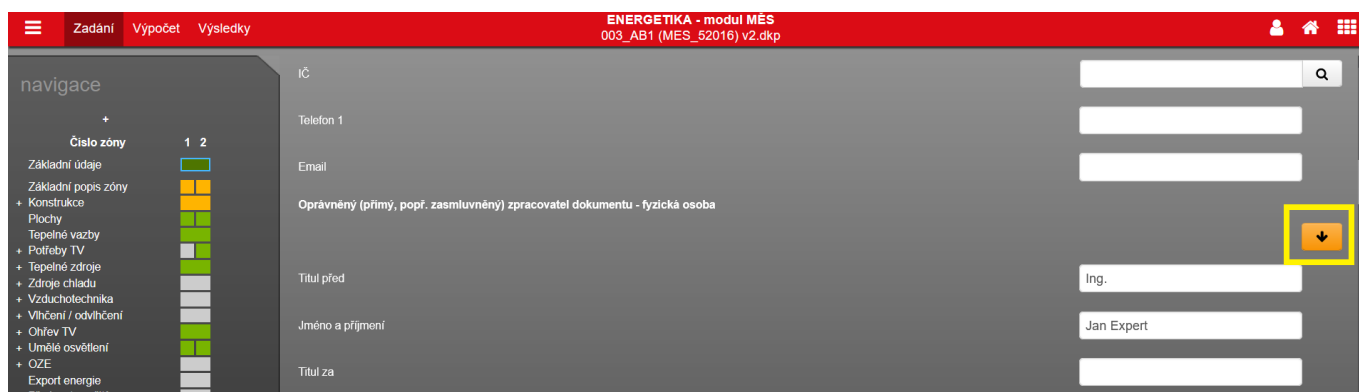 Zadání Výpočet Výsledky
ENERGETIKA - modul MĚS
003_AB1 (MES_52016) v2.dkp
navigace
+
Číslo zóny 1 2
Základní údaje
Základní popis zóny
+ Konstrukce
Plochy
Tepelné vazby
+ Potřeby TV
+ Tepelné zdroje
+ Zdroje chladu
+ Vzduchotechnika
+ Vlhčení / odvlhčení
+ Ohřev TV
+ Umělé osvětlení
+ OZE
Export energie
IČ
Telefon 1
Email
Oprávněný (přímý, popř. zasmluvněný) zpracovatel dokumentu - fyzická osoba
Titul před
Ing.
Jméno a příjmení
Jan Expert
Titul za